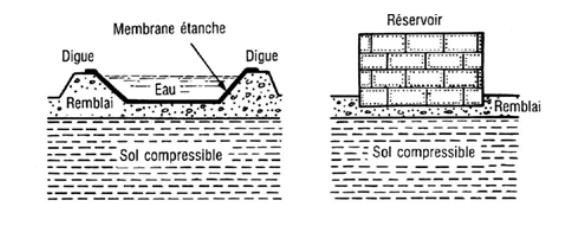 Membrane étanche
Digue
Digue
Eau
Remblai
Sol compressible
Réservoir
Remblai
Sol compressible